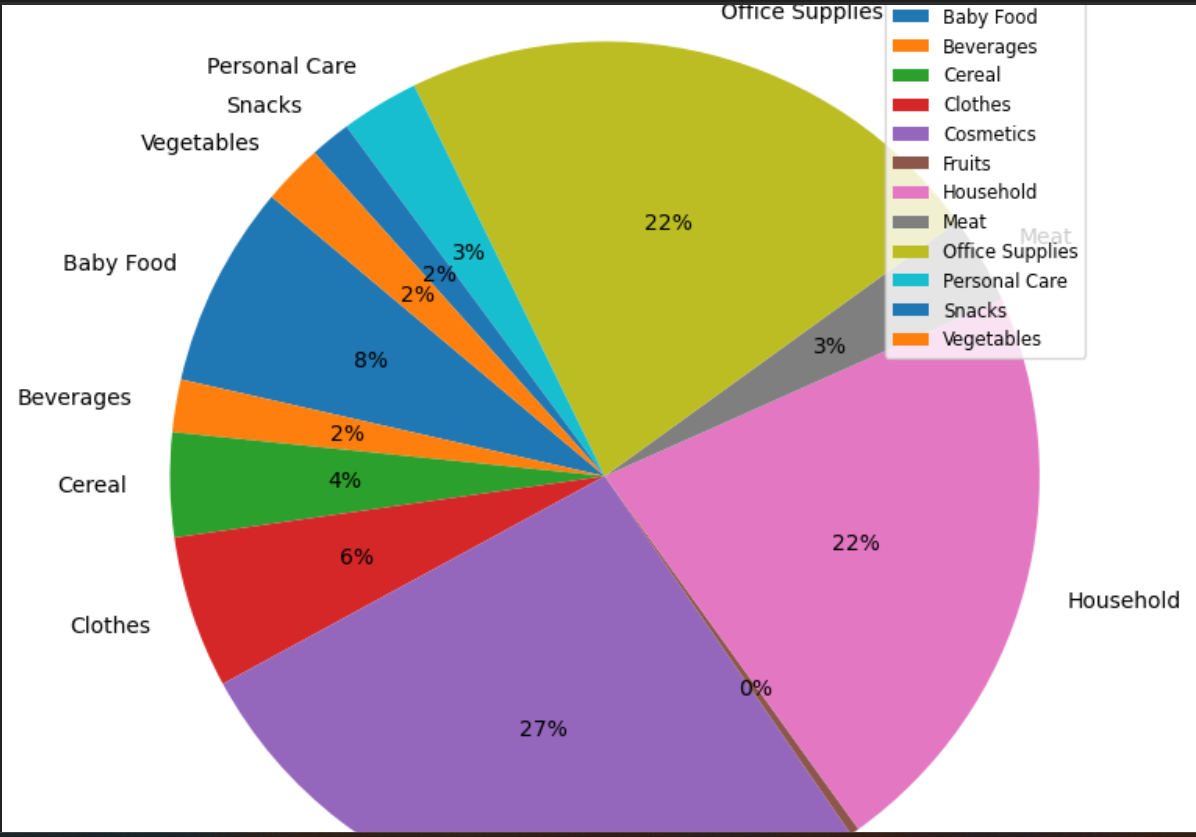 Office Supplies
Personal Care
Snacks
Vegetables
Baby Food
Beverages
Cereal
Clothes
Household
Meat
22%
3%
2%
2%
8%
2%
4%
6%
27%
0%
22%
3%
Baby Food
Beverages
Cereal
Clothes
Cosmetics
Fruits
Household
Meat
Office Supplies
Personal Care
Snacks
Vegetables